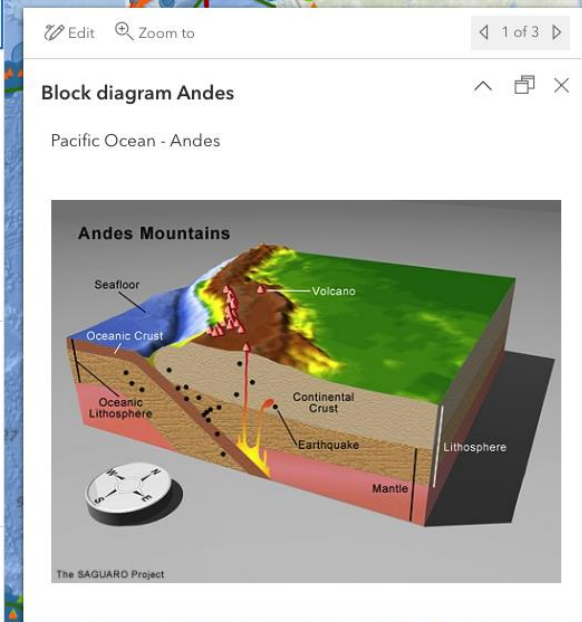 Edit
Zoom to
1 of 3
Block diagram Andes
Pacific Ocean - Andes
Andes Mountains
Seafloor
Volcano
Oceanic Crust
Oceanic
Lithosphere
Continental
Crust
Earthquake
Lithosphere
Mantle
W
N
S
E
The SAGUARO Project